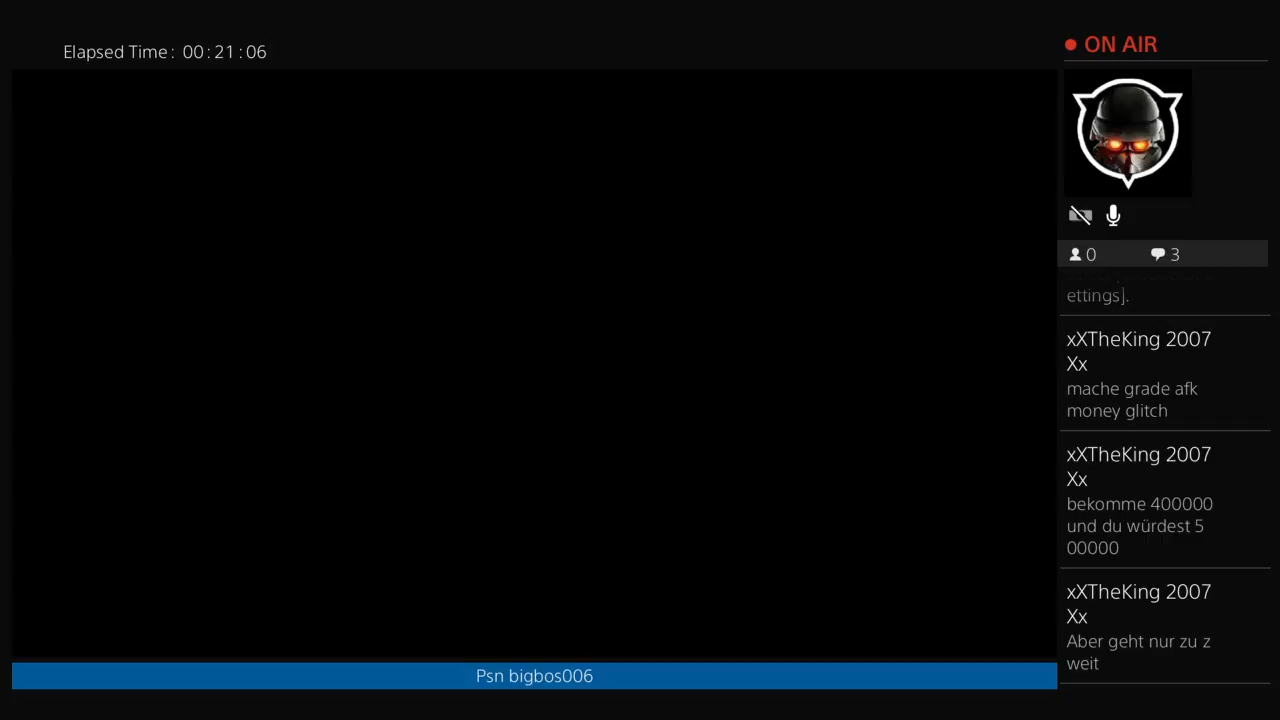 Elapsed Time: 00:21:06
ON AIR
0 3
ettings].
xXTheKing 2007
Xx
mache grade afk
money glitch
xXTheKing 2007
Xx
bekomme 400000
und du würdest 5
00000
xXTheKing 2007
Xx
Aber geht nur zu z
weit
Psn bigbos006